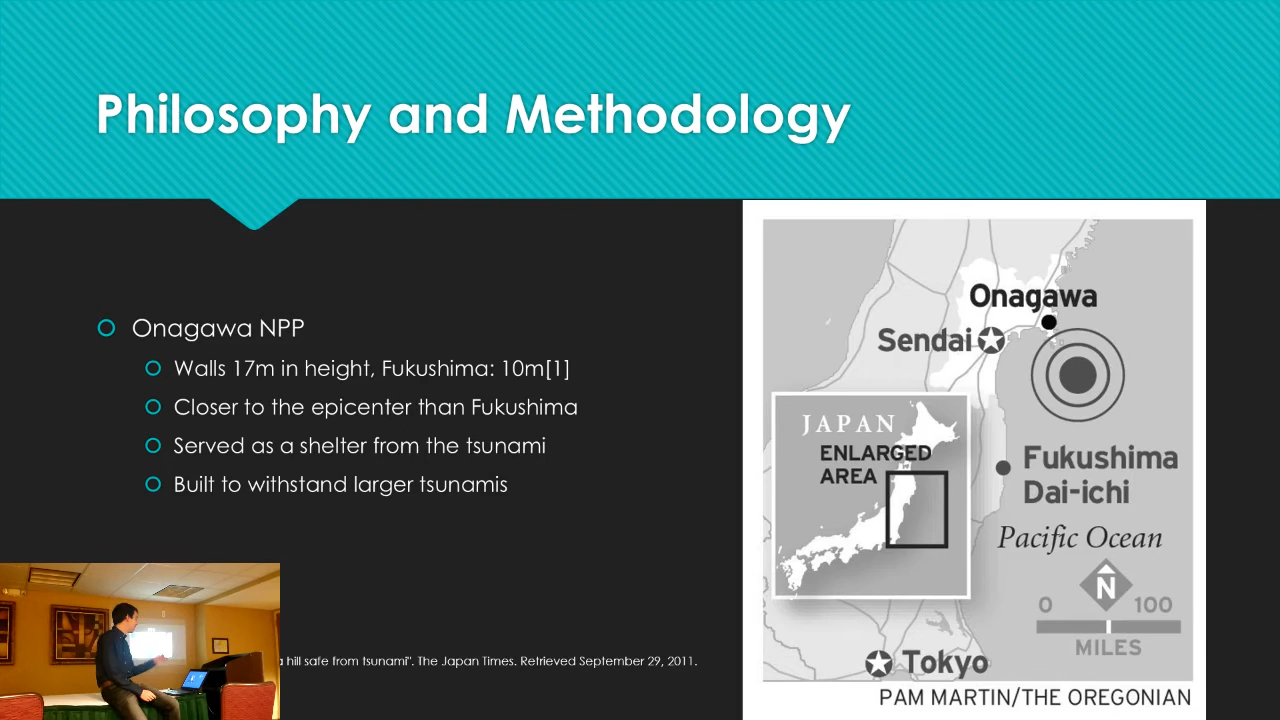 Philosophy and Methodology
Onagawa NPP
Walls 17m in height, Fukushima: 10m[1]
Closer to the epicenter than Fukushima
Served as a shelter from the tsunami
Built to withstand larger tsunamis
hill safe from tsunami". The Japan Times. Retrieved September 29, 2011.
Onagawa
Sendai
JAPAN
ENLARGED
AREA
Fukushima
Dai-ichi
Pacific Ocean
N
0 100
MILES
Tokyo
PAM MARTIN/THE OREGONIAN